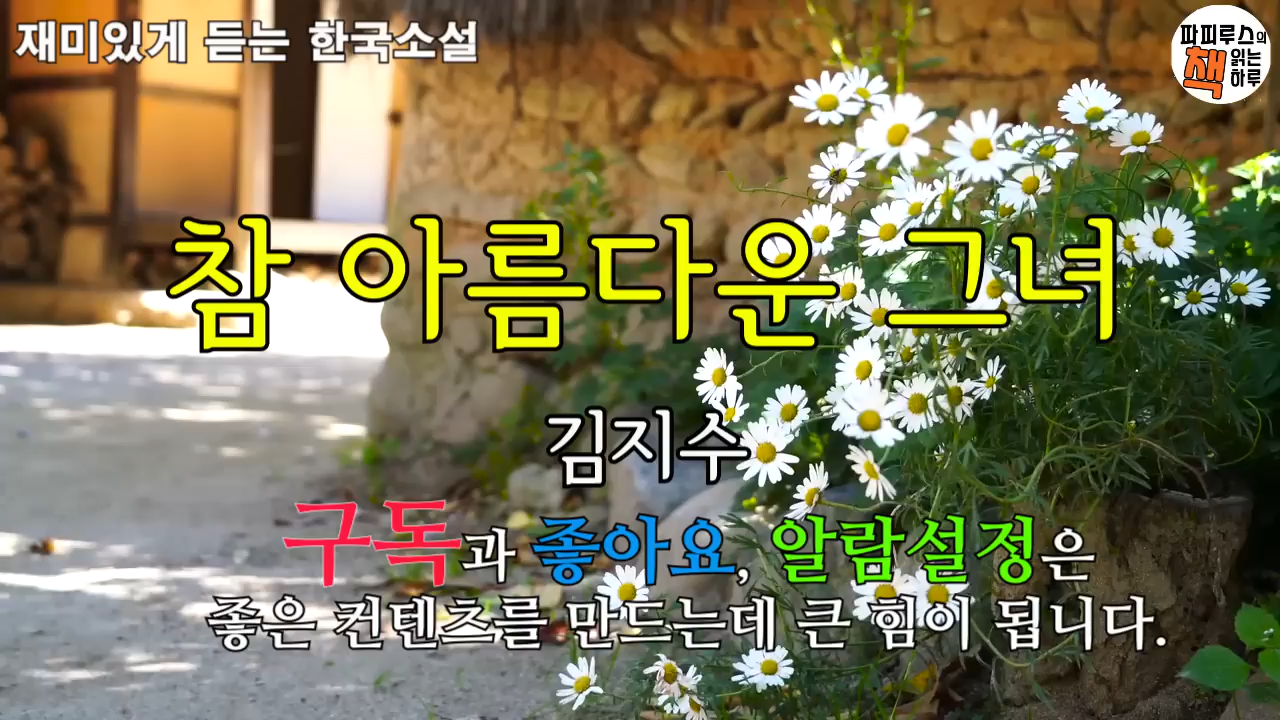 재미있게 듣는 한국소설
파피루스의
책 읽는
하루
참 아름다운 그녀
김지수
구독과 좋아요, 알람설정은
좋은 컨텐츠를 만드는데 큰 힘이 됩니다.